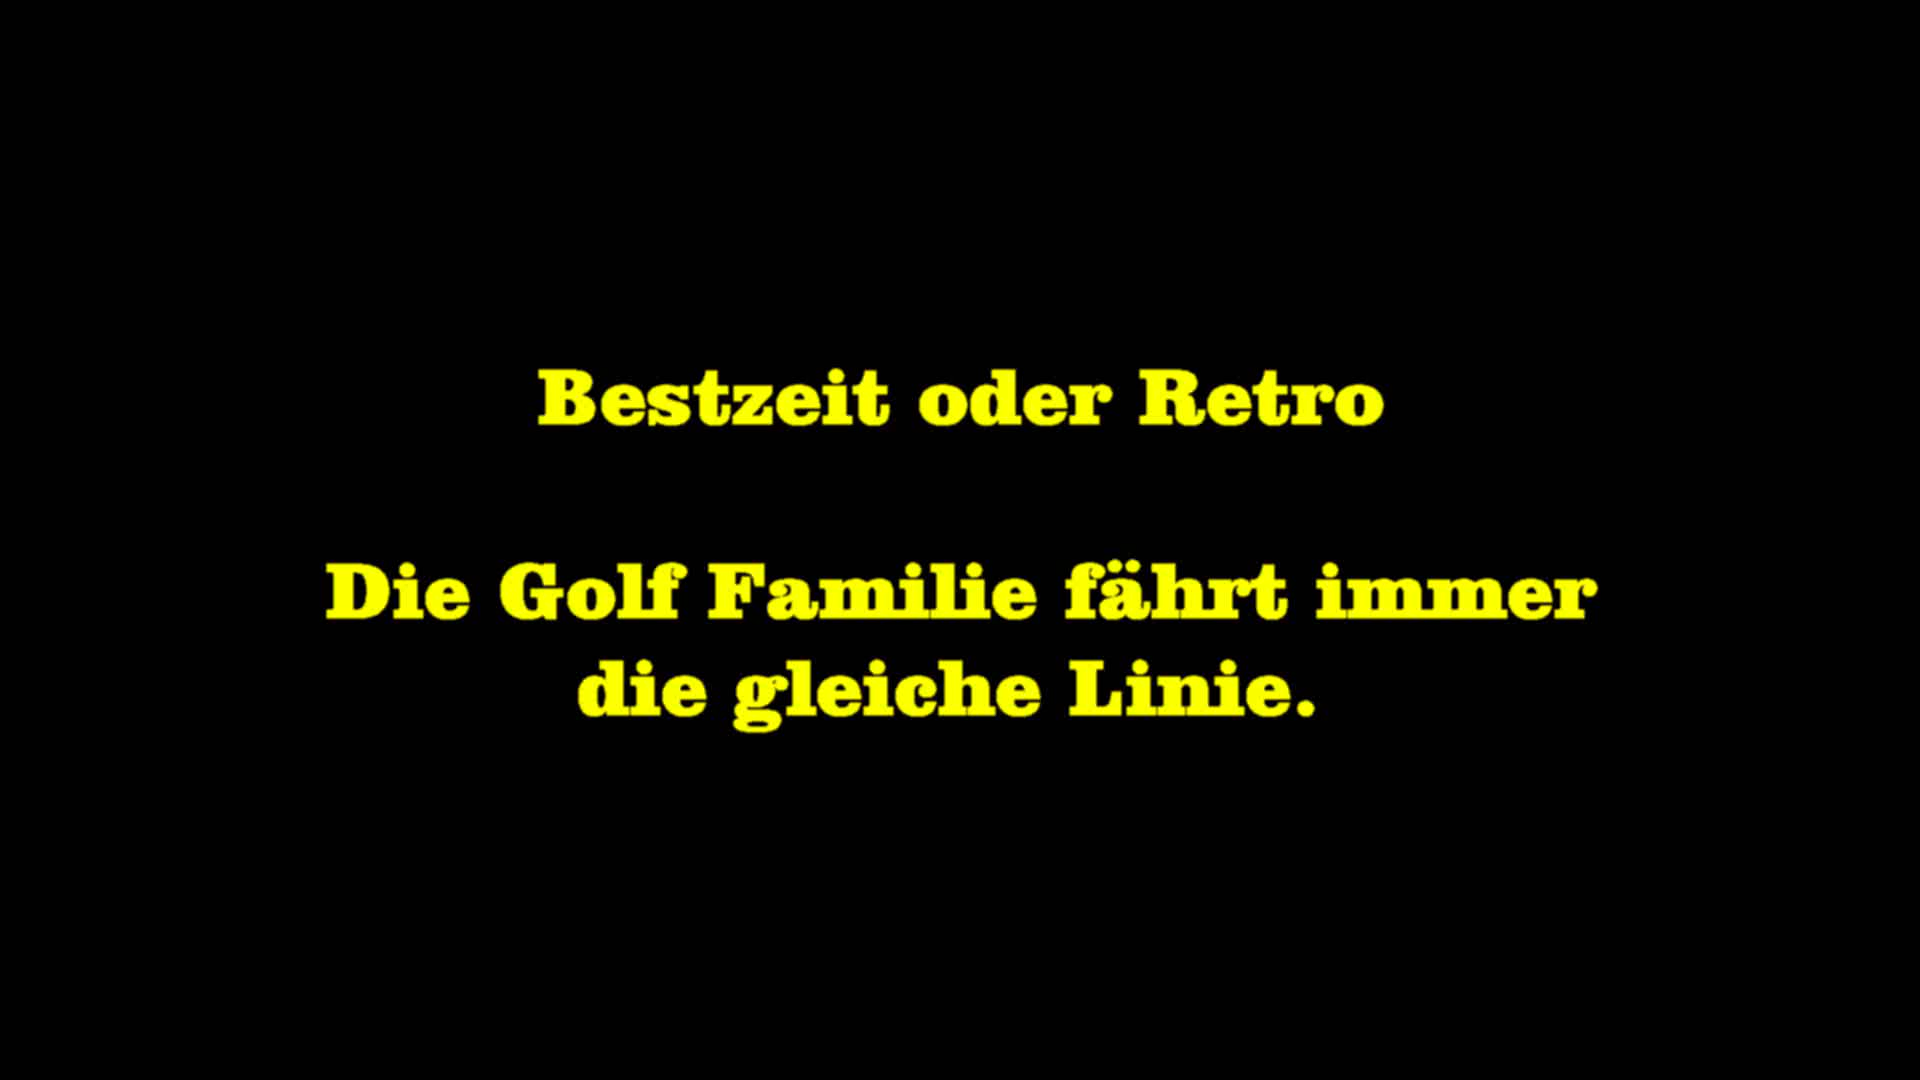 Bestzeit oder Retro
Die Golf Familie fährt immer
die gleiche Linie.